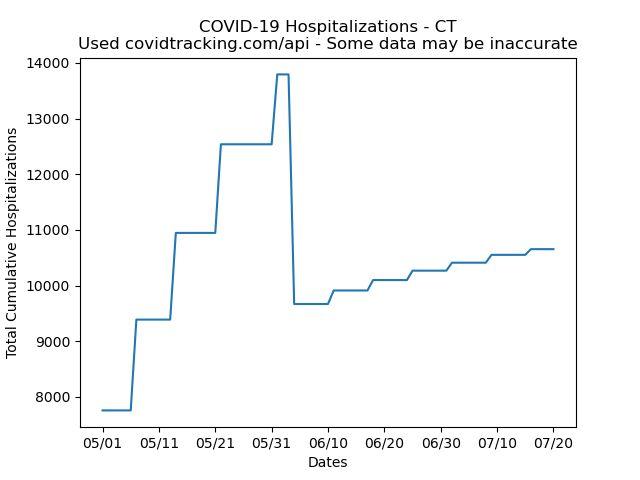 COVID-19 Hospitalizations - CT
Used covidtracking.com/api - Some data may be inaccurate
Total Cumulative Hospitalizations
14000
13000
12000
11000
10000
9000
8000
05/01 05/11 05/21 05/31 06/10 06/20 06/30 07/10 07/20
Dates